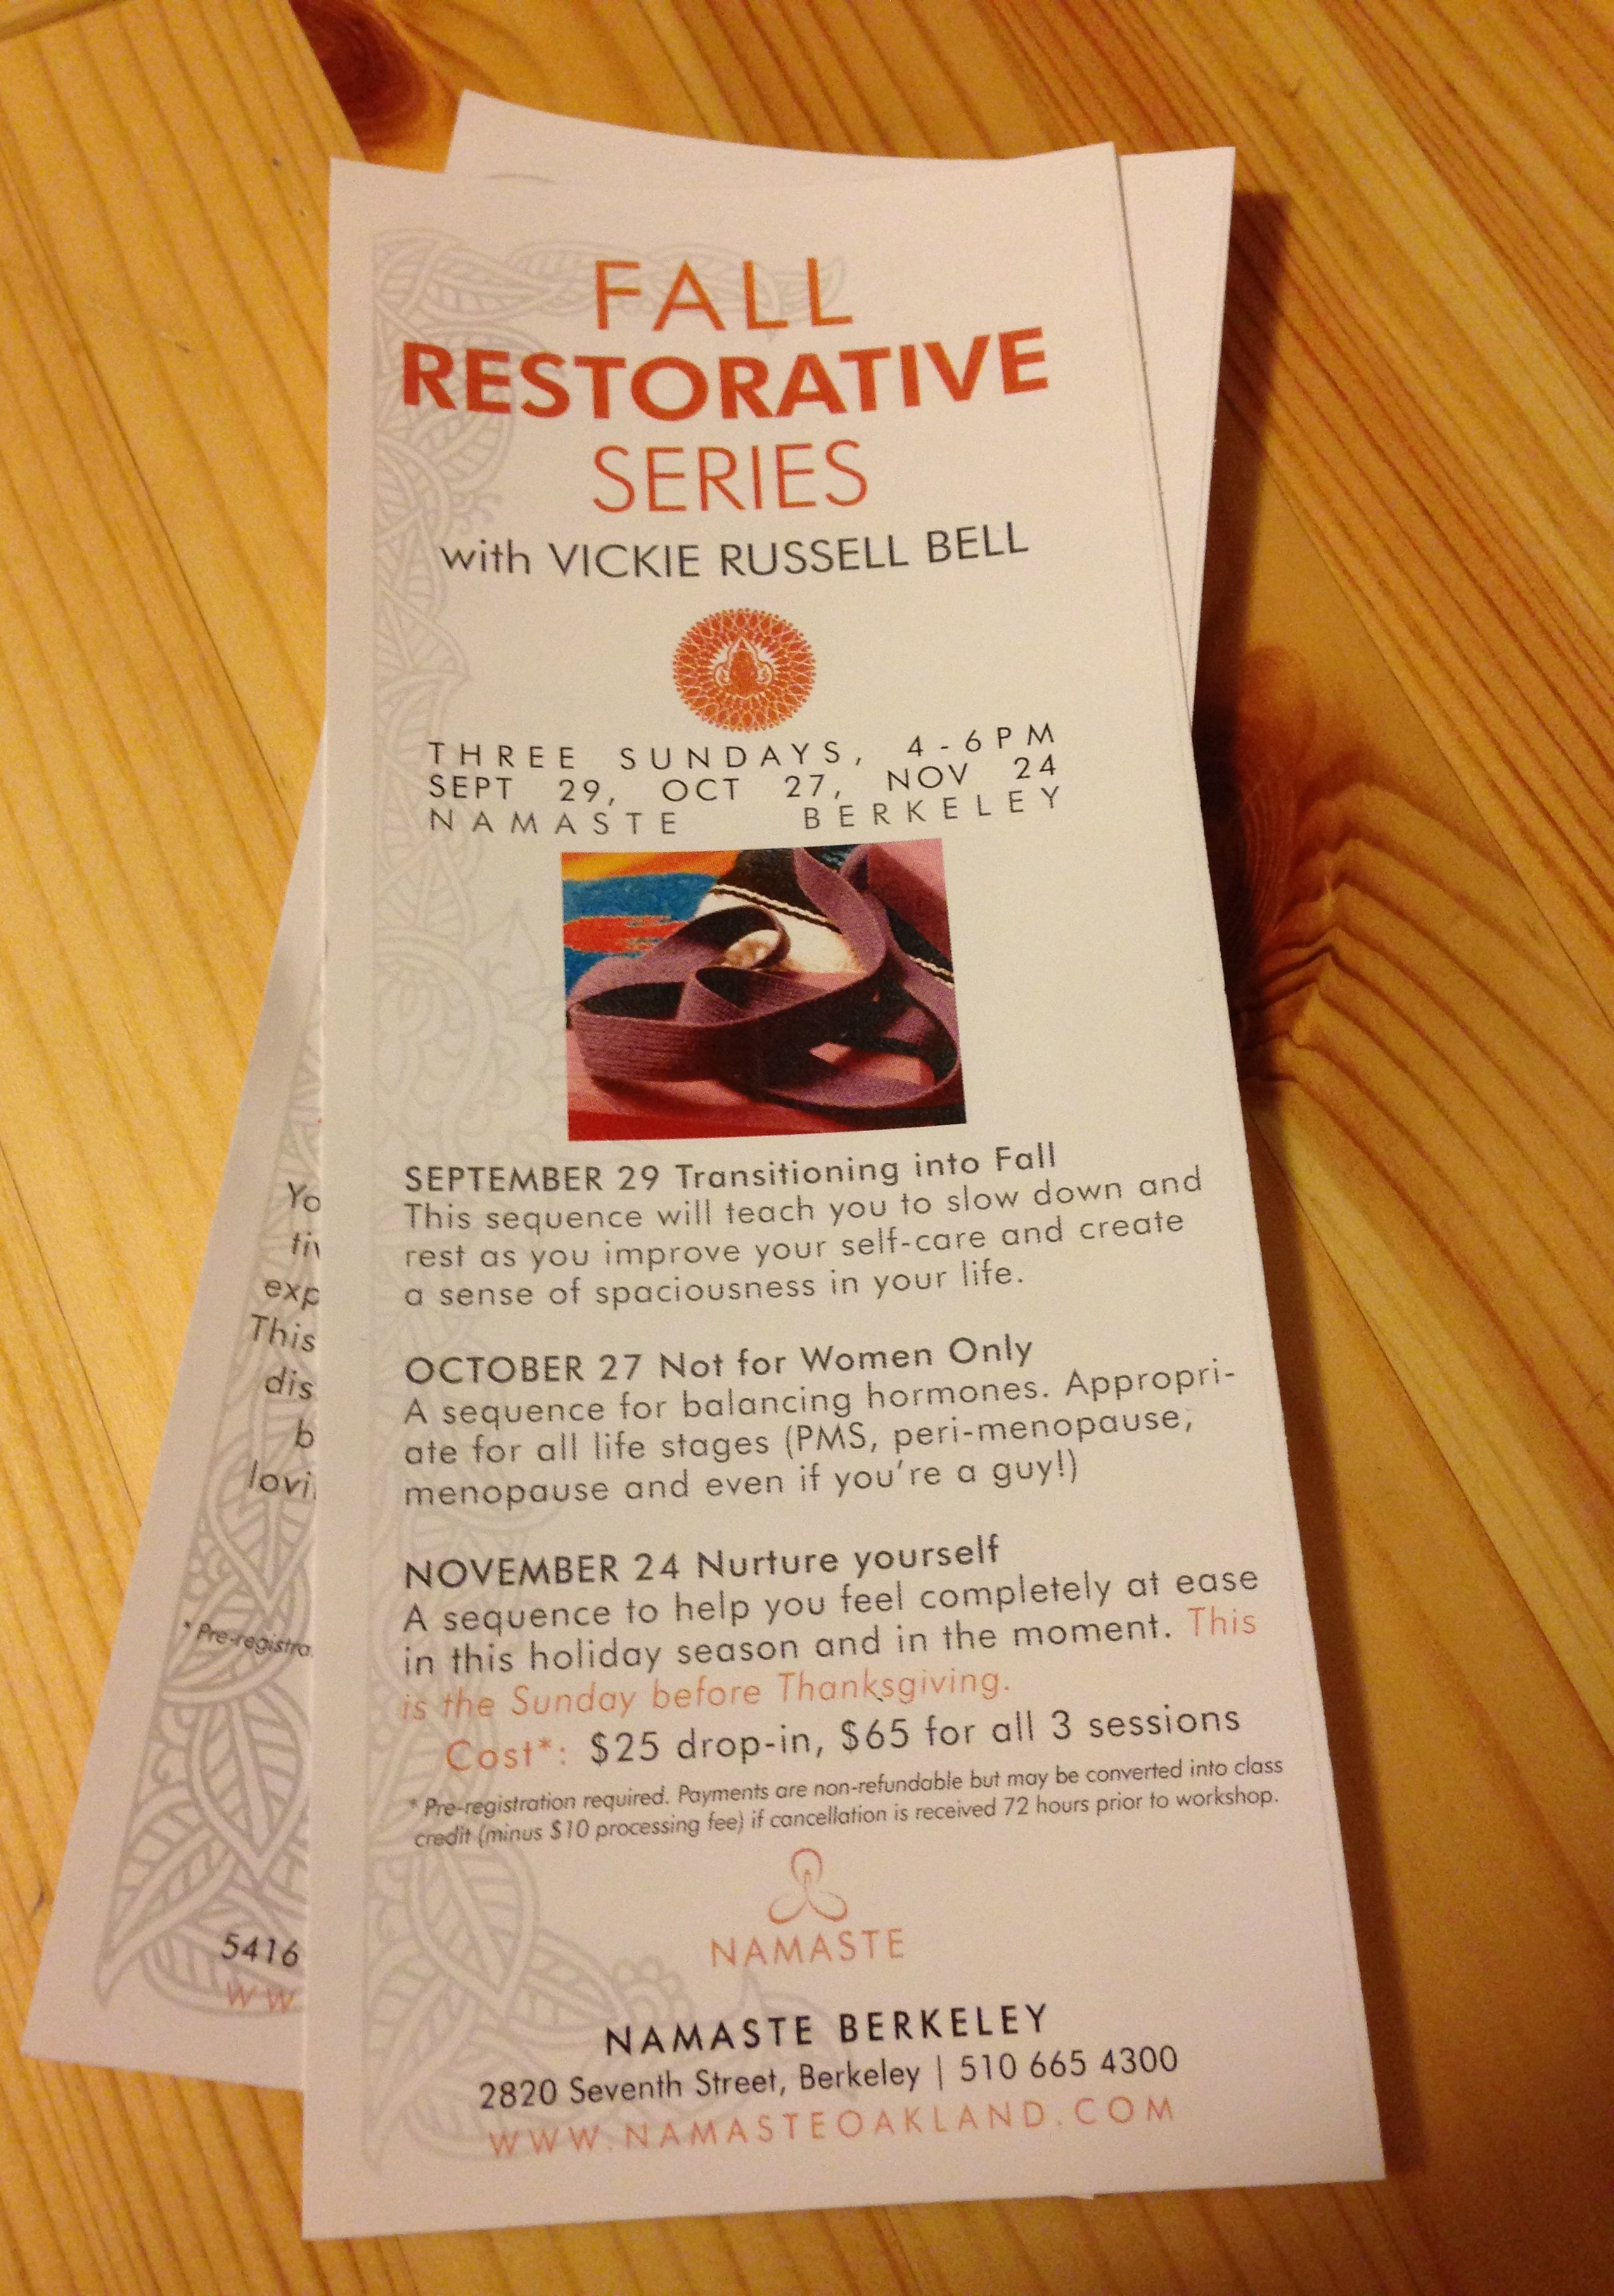 FALL
RESTORATIVE
SERIES
with VICKIE RUSSELL BELL
THREE SUNDAYS, 4-6PM
SEPT 29, OCT 27, NOV 24
NAMASTE BERKELEY
SEPTEMBER 29 Transitioning into Fall
This sequence will teach you to slow down and
rest as you improve your self-care and create
a sense of spaciousness in your life.
OCTOBER 27 Not for Women Only
A sequence for balancing hormones. Appropri-
ate for all life stages (PMS, peri-menopause,
menopause and even if you're a guy!)
NOVEMBER 24 Nurture yourself
A sequence to help you feel completely at ease
in this holiday season and in the moment. This
is the Sunday before Thanksgiving.
Cost*: $25 drop-in, $65 for all 3 sessions
* Pre-registration required. Payments are non-refundable but may be converted into class
credit (minus $10 processing fee) if cancellation is received 72 hours prior to workshop.
NAMASTE
NAMASTE BERKELEY
2820 Seventh Street, Berkeley | 510 665 4300
WWW.NAMASTEOAKLAND.COM
Yo
exp
This
dis
b
lovi
* Pre-registra
5416
WW